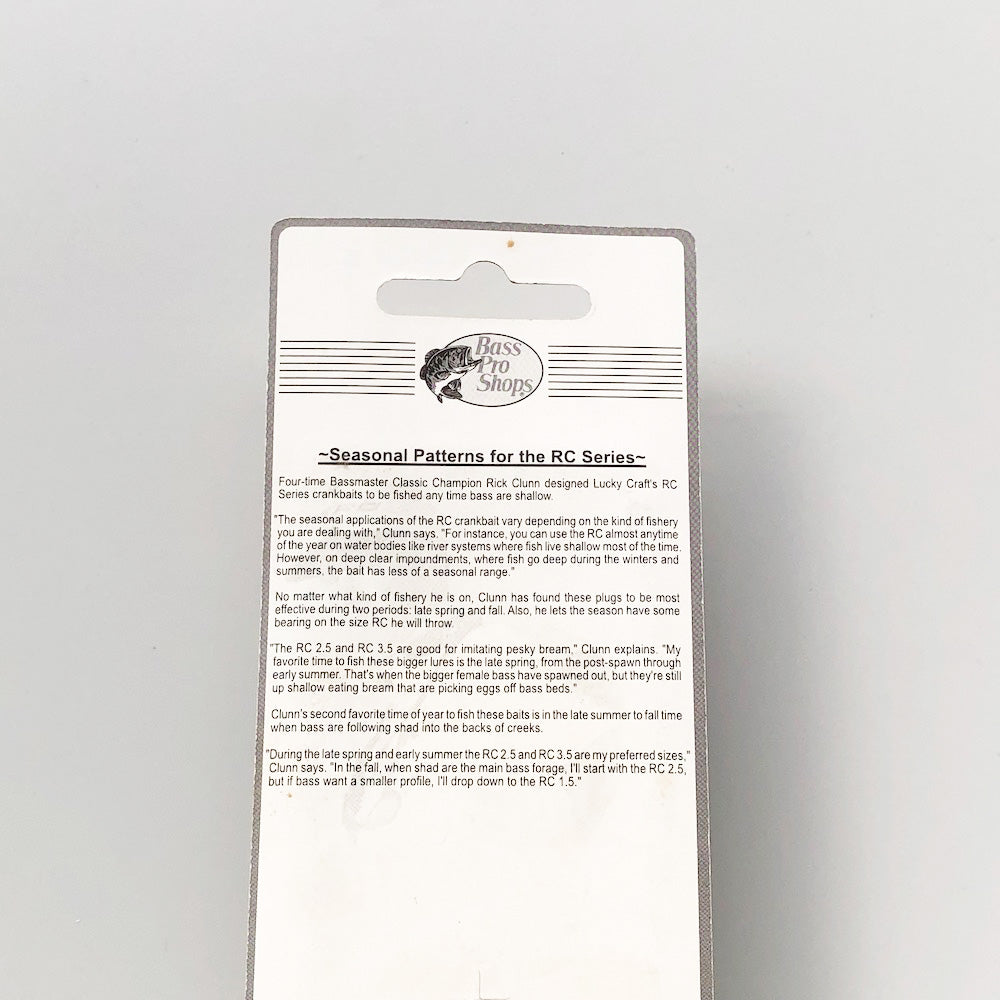 Bass
Pro
Shops®
~Seasonal Patterns for the RC Series~
Four-time Bassmaster Classic Champion Rick Clunn designed Lucky Craft's RC
Series crankbaits to be fished any time bass are shallow.
"The seasonal applications of the RC crankbait vary depending on the kind of fishery
you are dealing with," Clunn says. "For instance, you can use the RC almost anytime
of the year on water bodies like river systems where fish live shallow most of the time.
However, on deep clear impoundments, where fish go deep during the winters and
summers, the bait has less of a seasonal range."
No matter what kind of fishery he is on, Clunn has found these plugs to be most
effective during two periods: late spring and fall. Also, he lets the season have some
bearing on the size RC he will throw.
"The RC 2.5 and RC 3.5 are good for imitating pesky bream," Clunn explains. "My
favorite time to fish these bigger lures is the late spring, from the post-spawn through
early summer. That's when the bigger female bass have spawned out, but they're still
up shallow eating bream that are picking eggs off bass beds."
Clunn's second favorite time of year to fish these baits is in the late summer to fall time
when bass are following shad into the backs of creeks.
"During the late spring and early summer the RC 2.5 and RC 3.5 are my preferred sizes,"
Clunn says. "In the fall, when shad are the main bass forage, I'll start with the RC 2.5,
but if bass want a smaller profile, I'll drop down to the RC 1.5."